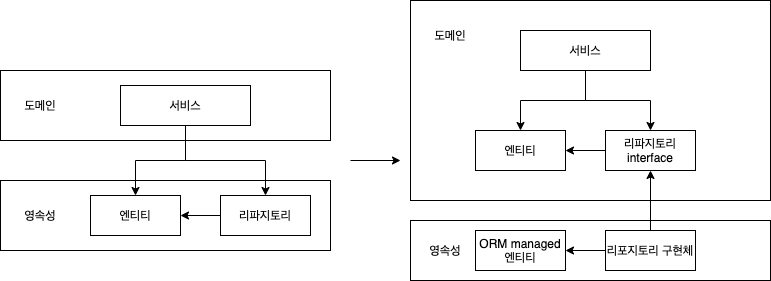 도메인
서비스
영속성
엔티티
리파지토리
도메인
서비스
엔티티
리파지토리
interface
영속성
ORM managed
엔티티
리포지토리 구현체